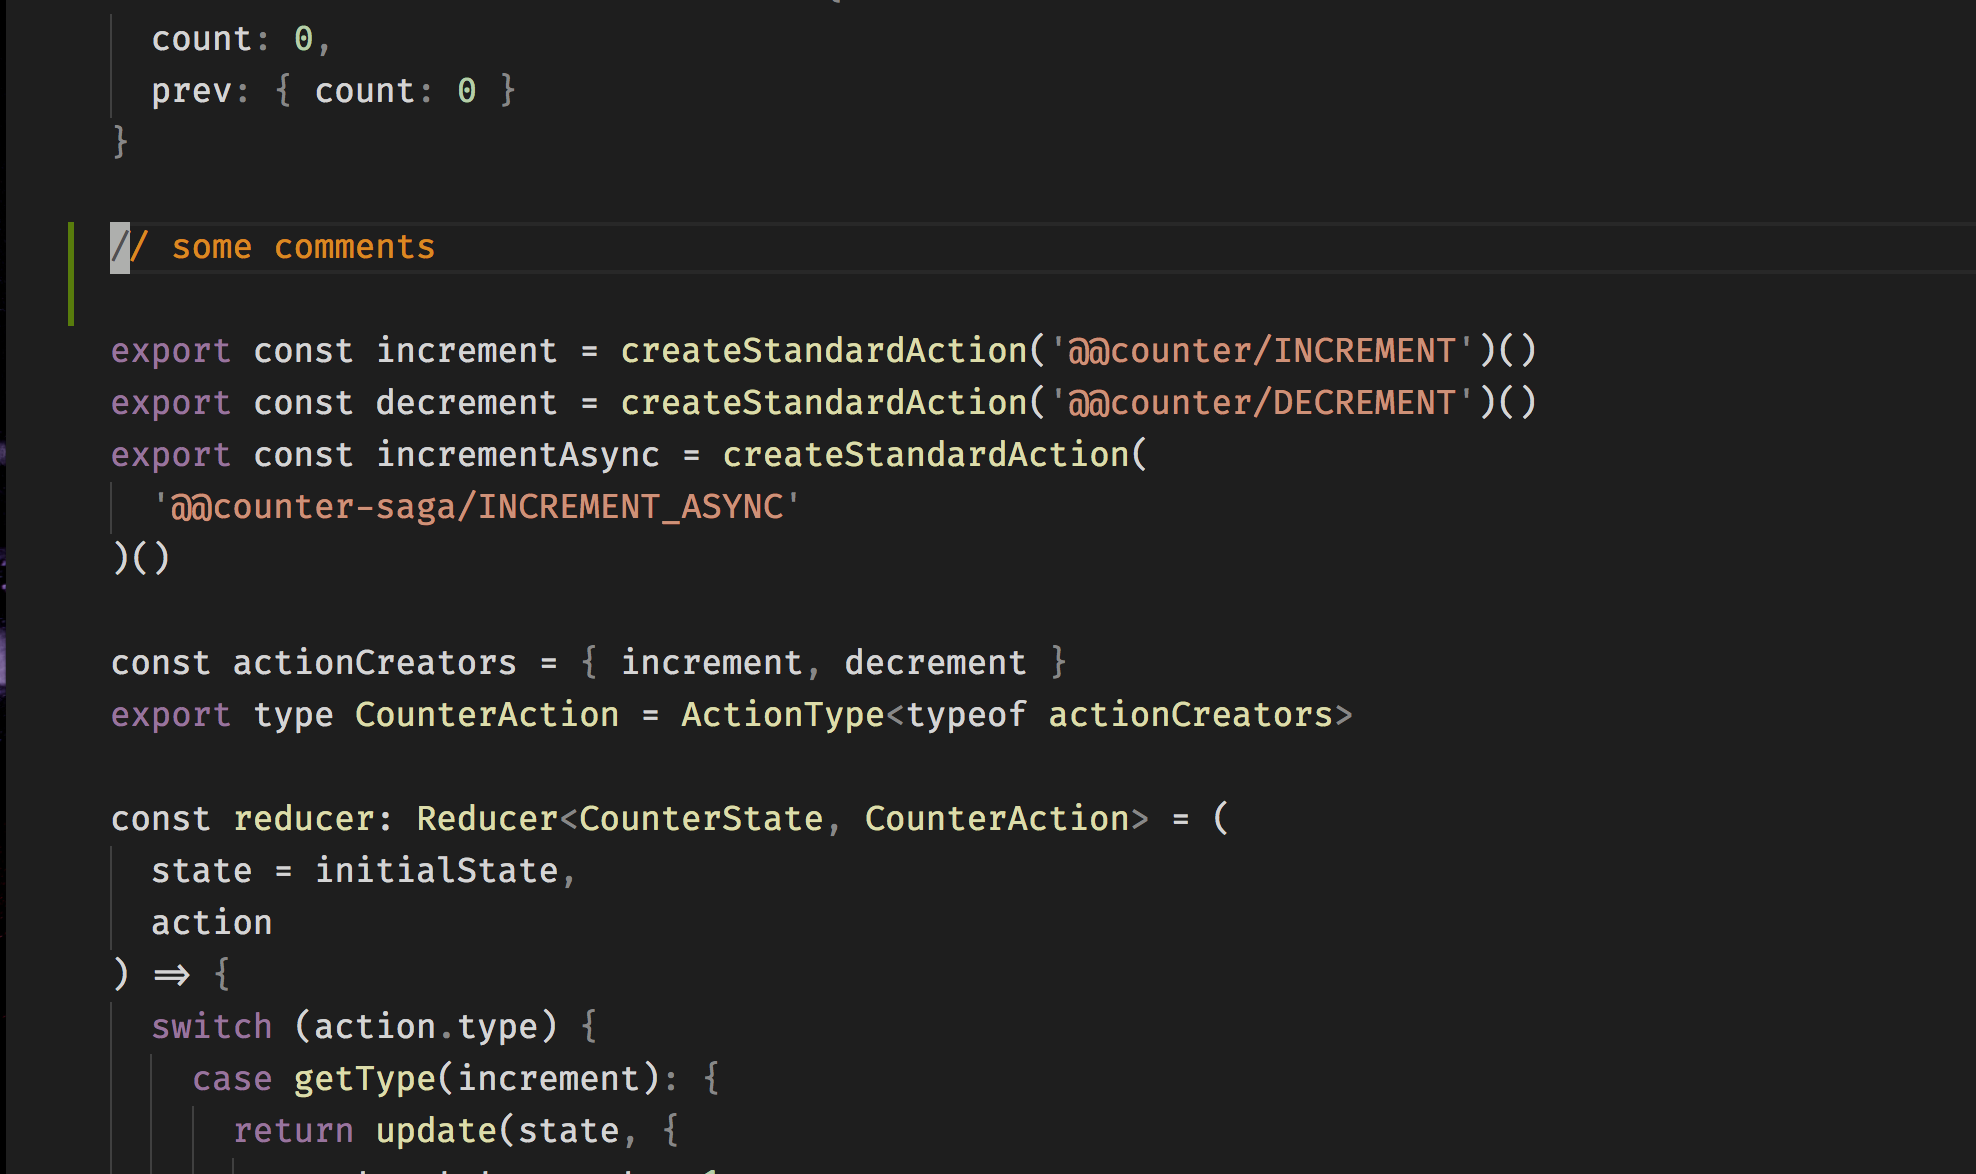 count: 0,
prev: { count: 0 }
}
// some comments
export const increment = createStandardAction('@@counter/INCREMENT')()
export const decrement = createStandardAction('@@counter/DECREMENT')()
export const incrementAsync = createStandardAction(
'@@counter-saga/INCREMENT_ASYNC'
)()
const actionCreators = { increment, decrement }
export type CounterAction = ActionType<typeof actionCreators>
const reducer: Reducer<CounterState, CounterAction> = (
state = initialState,
action
) => {
switch (action.type) {
case getType(increment): {
return update(state, {